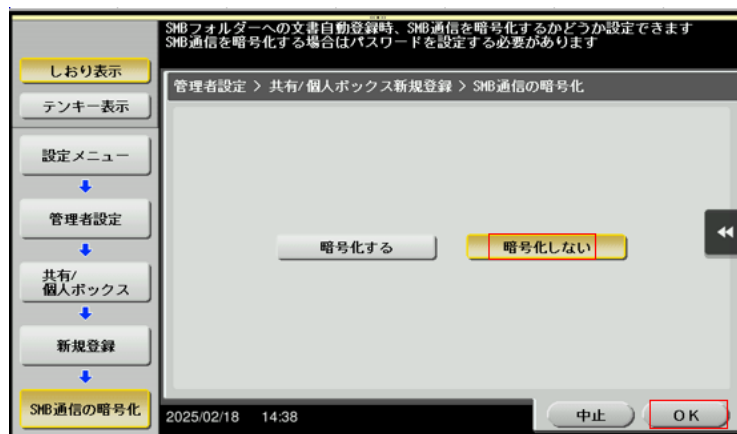 SMBフォルダーへの文書自動登録時、SMB通信を暗号化するかどうか設定できます
SMB通信を暗号化する場合はパスワードを設定する必要があります
しおり表示
テンキー表示
設定メニュー
管理者設定
共有/
個人ボックス
新規登録
SMB通信の暗号化
管理者設定 > 共有/個人ボックス新規登録 > SMB通信の暗号化
暗号化する
暗号化しない
2025/02/18 14:38
中止
OK